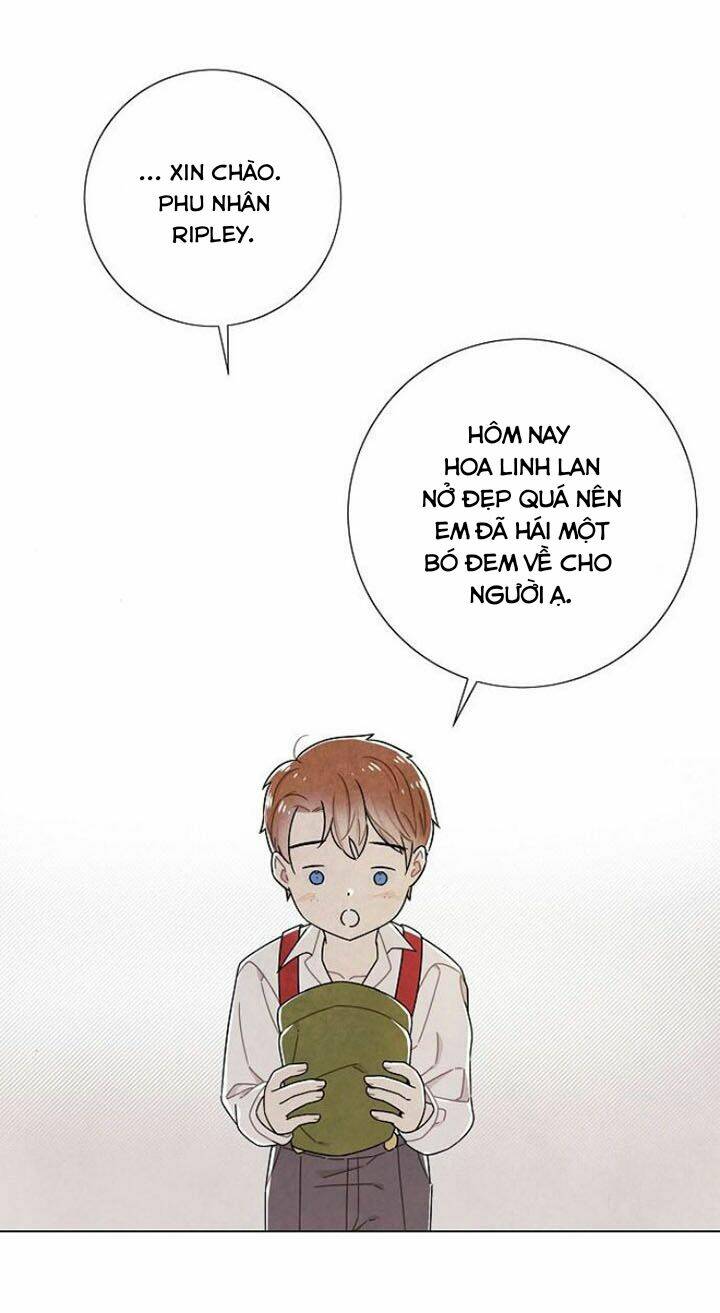 ... XIN CHÀO.
PHU NHÂN
RIPLEY.
HÔM NAY
HOA LINH LAN
NỞ ĐẸP QUÁ NÊN
EM ĐÃ HÁI MỘT
BÓ ĐEM VỀ CHO
NGƯỜI Ạ.